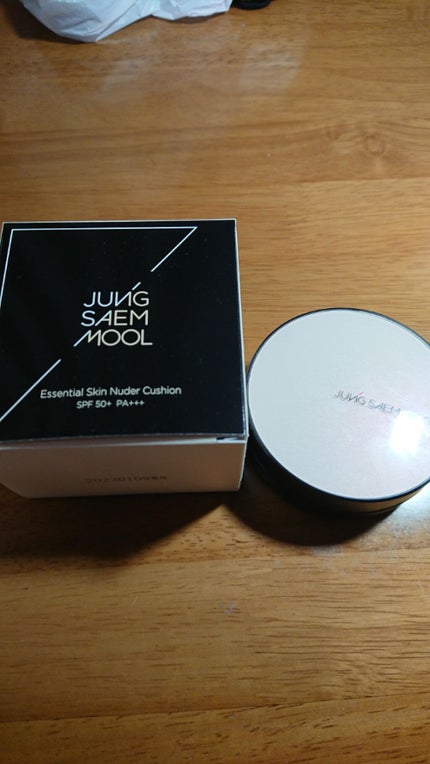 JUNG
SAEM
MOOL
Essential Skin Nuder Cushion
SPF 50+ PA+++
JUNG SAEM